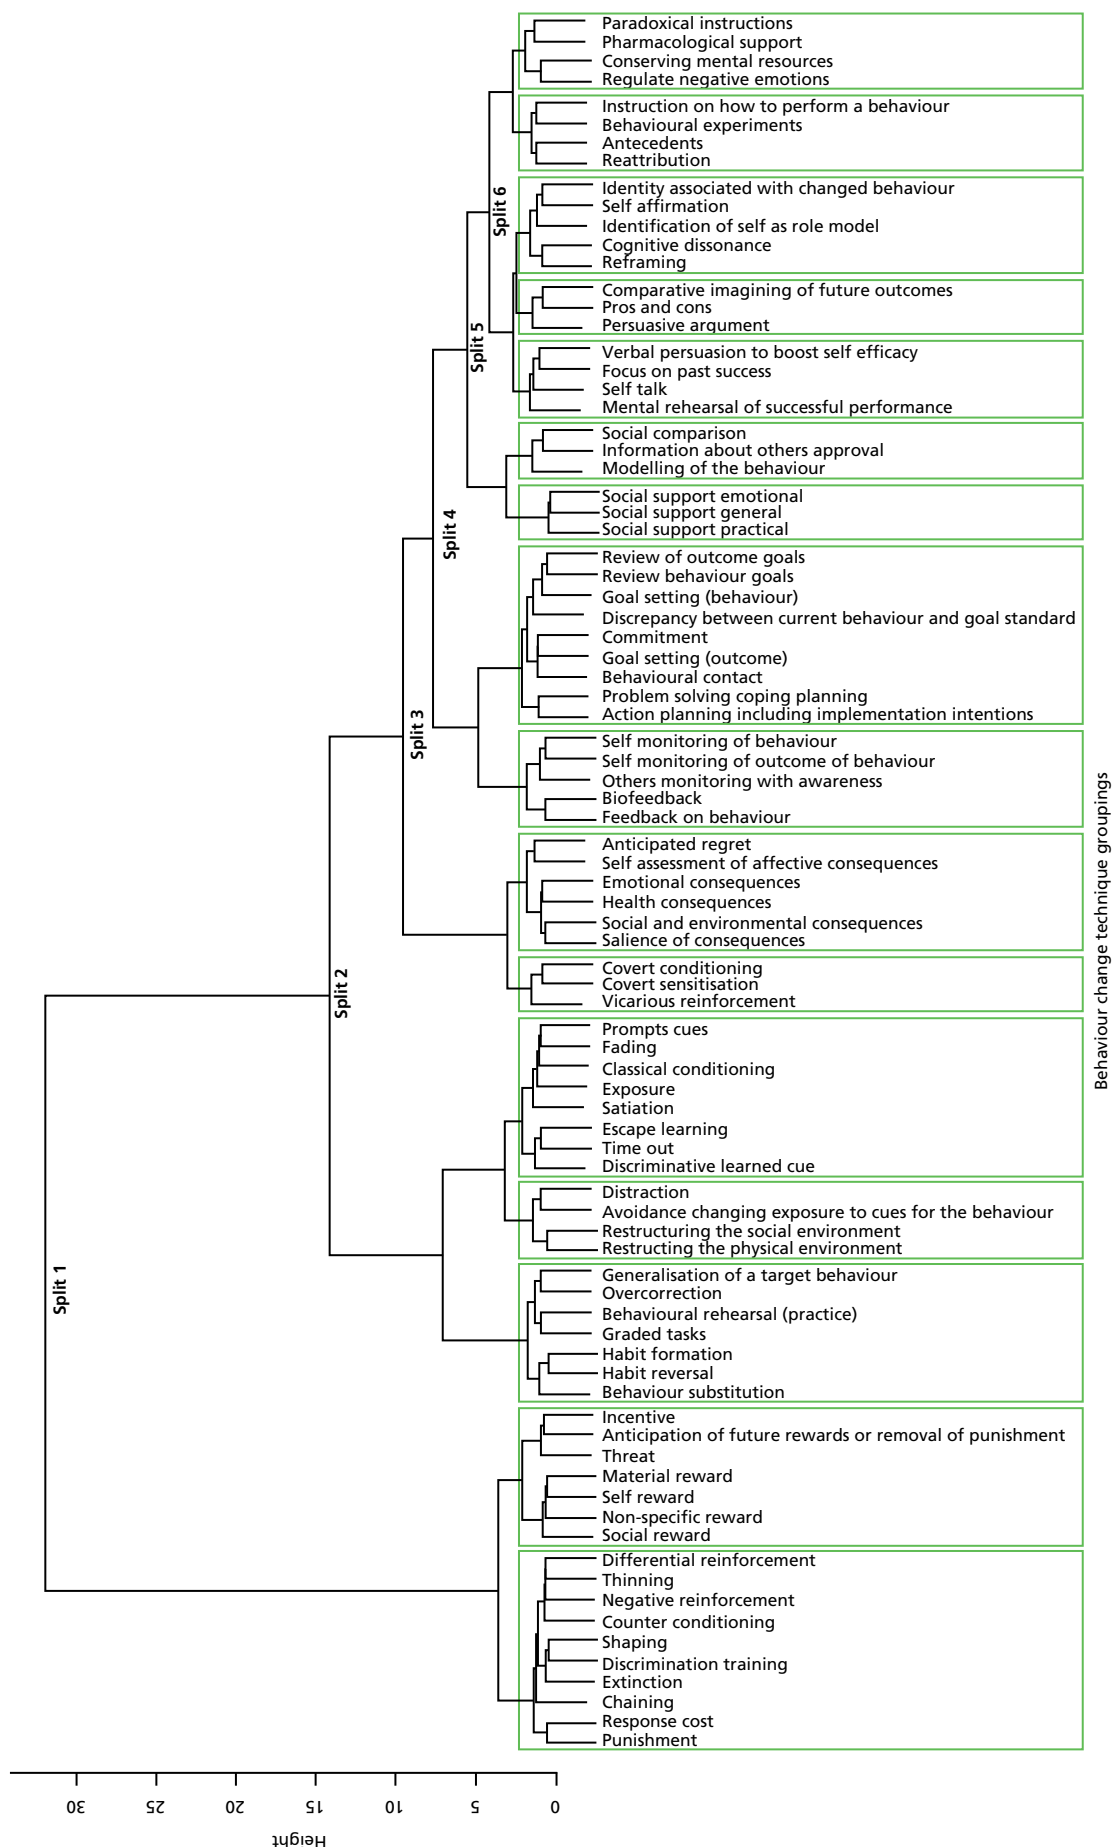 Paradoxical instructions
Pharmacological support
Conserving mental resources
Regulate negative emotions
Instruction on how to perform a behaviour
Behavioural experiments
Antecedents
Reattribution
Identity associated with changed behaviour
Self affirmation
Identification of self as role model
Cognitive dissonance
Reframing
Comparative imagining of future outcomes
Pros and cons
Persuasive argument
Verbal persuasion to boost self efficacy
Focus on past success
Self talk
Mental rehearsal of successful performance
Social comparison
Information about others approval
Modelling of the behaviour
Social support emotional
Social support general
Social support practical
Review of outcome goals
Review behaviour goals
Goal setting (behaviour)
Discrepancy between current behaviour and goal standard
Commitment
Goal setting (outcome)
Behavioural contact
Problem solving coping planning
Action planning including implementation intentions
Self monitoring of behaviour
Self monitoring of outcome of behaviour
Others monitoring with awareness
Biofeedback
Feedback on behaviour
Anticipated regret
Self assessment of affective consequences
Emotional consequences
Health consequences
Social and environmental consequences
Salience of consequences
Covert conditioning
Covert sensitisation
Vicarious reinforcement
Prompts cues
Fading
Classical conditioning
Exposure
Satiation
Escape learning
Time out
Discriminative learned cue
Distraction
Avoidance changing exposure to cues for the behaviour
Restructuring the social environment
Restructing the physical environment
Generalisation of a target behaviour
Overcorrection
Behavioural rehearsal (practice)
Graded tasks
Habit formation
Habit reversal
Behaviour substitution
Incentive
Anticipation of future rewards or removal of punishment
Threat
Material reward
Self reward
Non-specific reward
Social reward
Differential reinforcement
Thinning
Negative reinforcement
Counter conditioning
Shaping
Discrimination training
Extinction
Chaining
Response cost
Punishment
Split 6
Split 5
Split 4
Split 3
Split 2
Split 1
Behaviour change technique groupings
30
25
20
15
10
5
0
Height